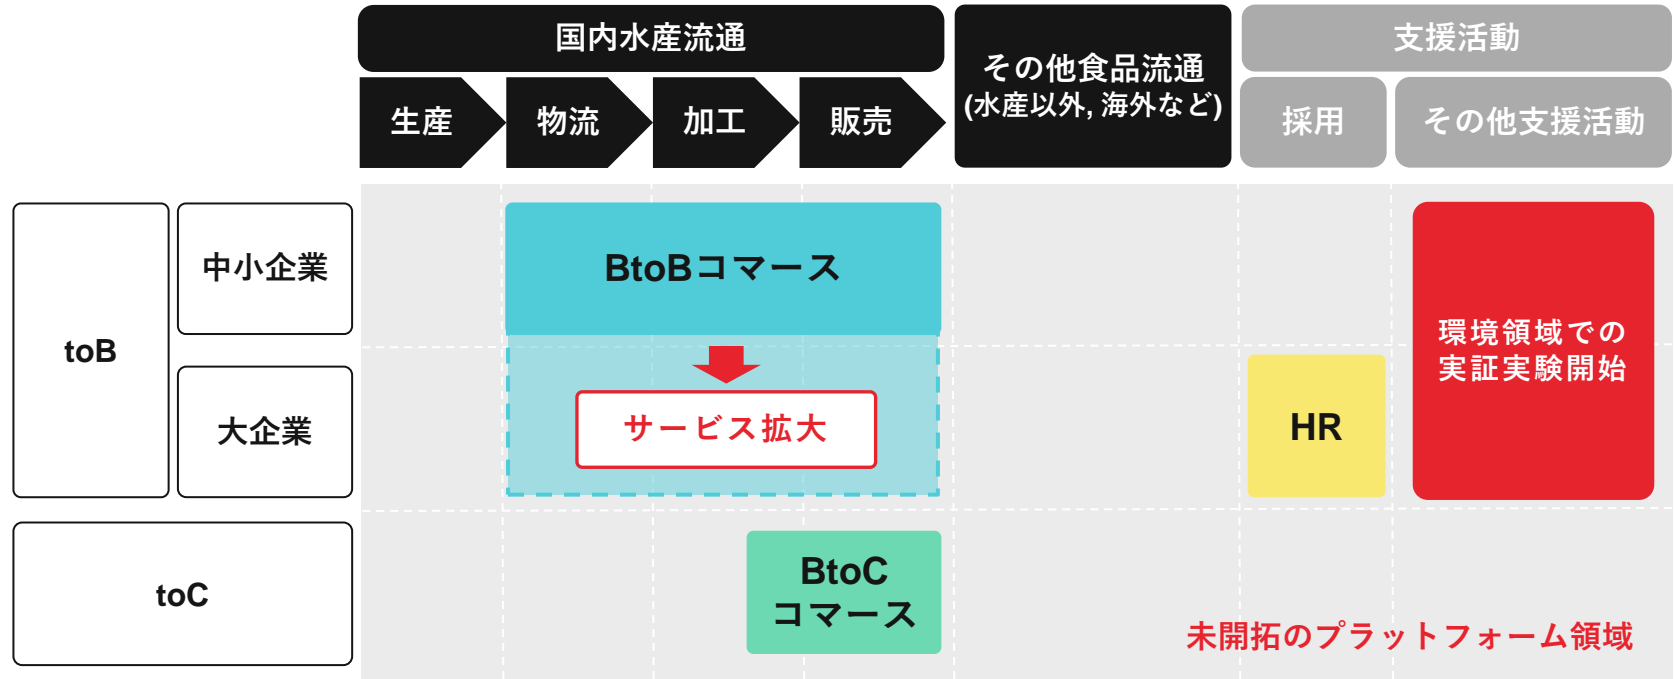 国内水産流通
その他食品流通
(水産以外, 海外など)
支援活動
生産
物流
加工
販売
採用
その他支援活動
toB
中小企業
大企業
toC
BtoBコマース
サービス拡大
HR
環境領域での
実証実験開始
BtoC
コマース
未開拓のプラットフォーム領域